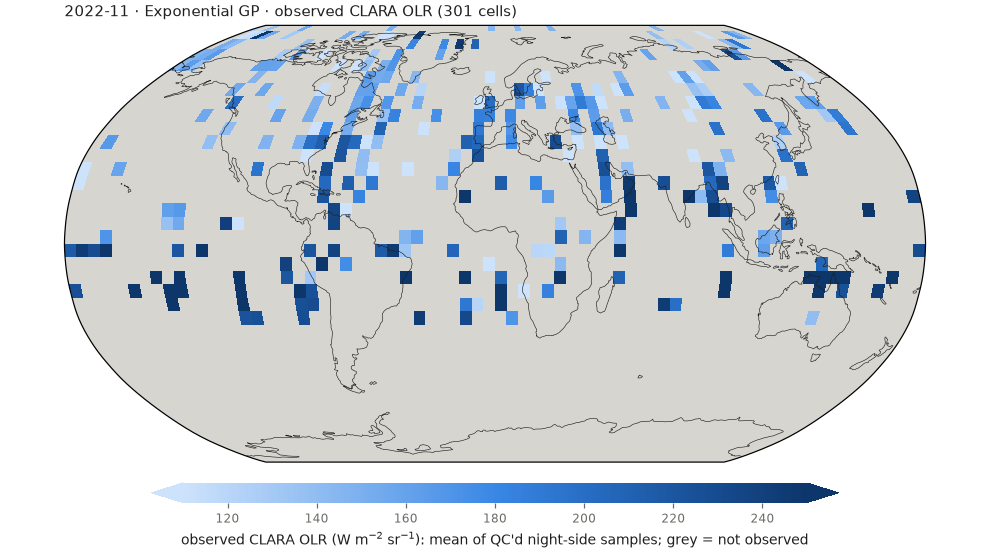 2022-11 · Exponential GP · observed CLARA OLR (301 cells)
120 140 160 180 200 220 240
observed CLARA OLR (W m⁻² sr⁻¹): mean of QC'd night-side samples; grey = not observed